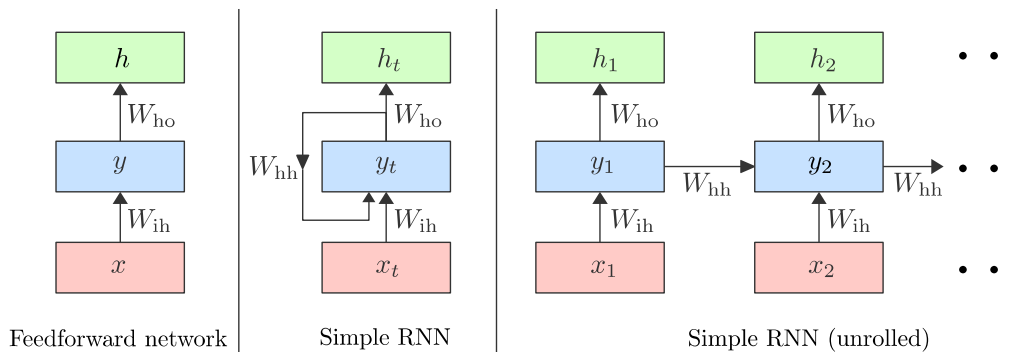 h h_t h_1 h_2
W_ho W_ho W_ho W_ho
y W_hh y_t y_1 W_hh y_2 W_hh
W_ih W_ih W_ih W_ih
x x_t x_1 x_2
Feedforward network Simple RNN Simple RNN (unrolled)